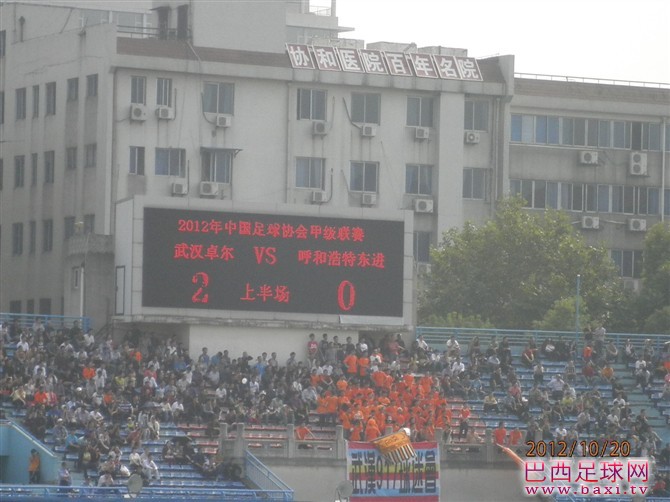 协和医院百年名院
2012年中国足球协会甲级联赛
武汉卓尔 VS 呼和浩特东进
2 上半场 0
2012/10/20
巴西足球网
www.baxi.tv